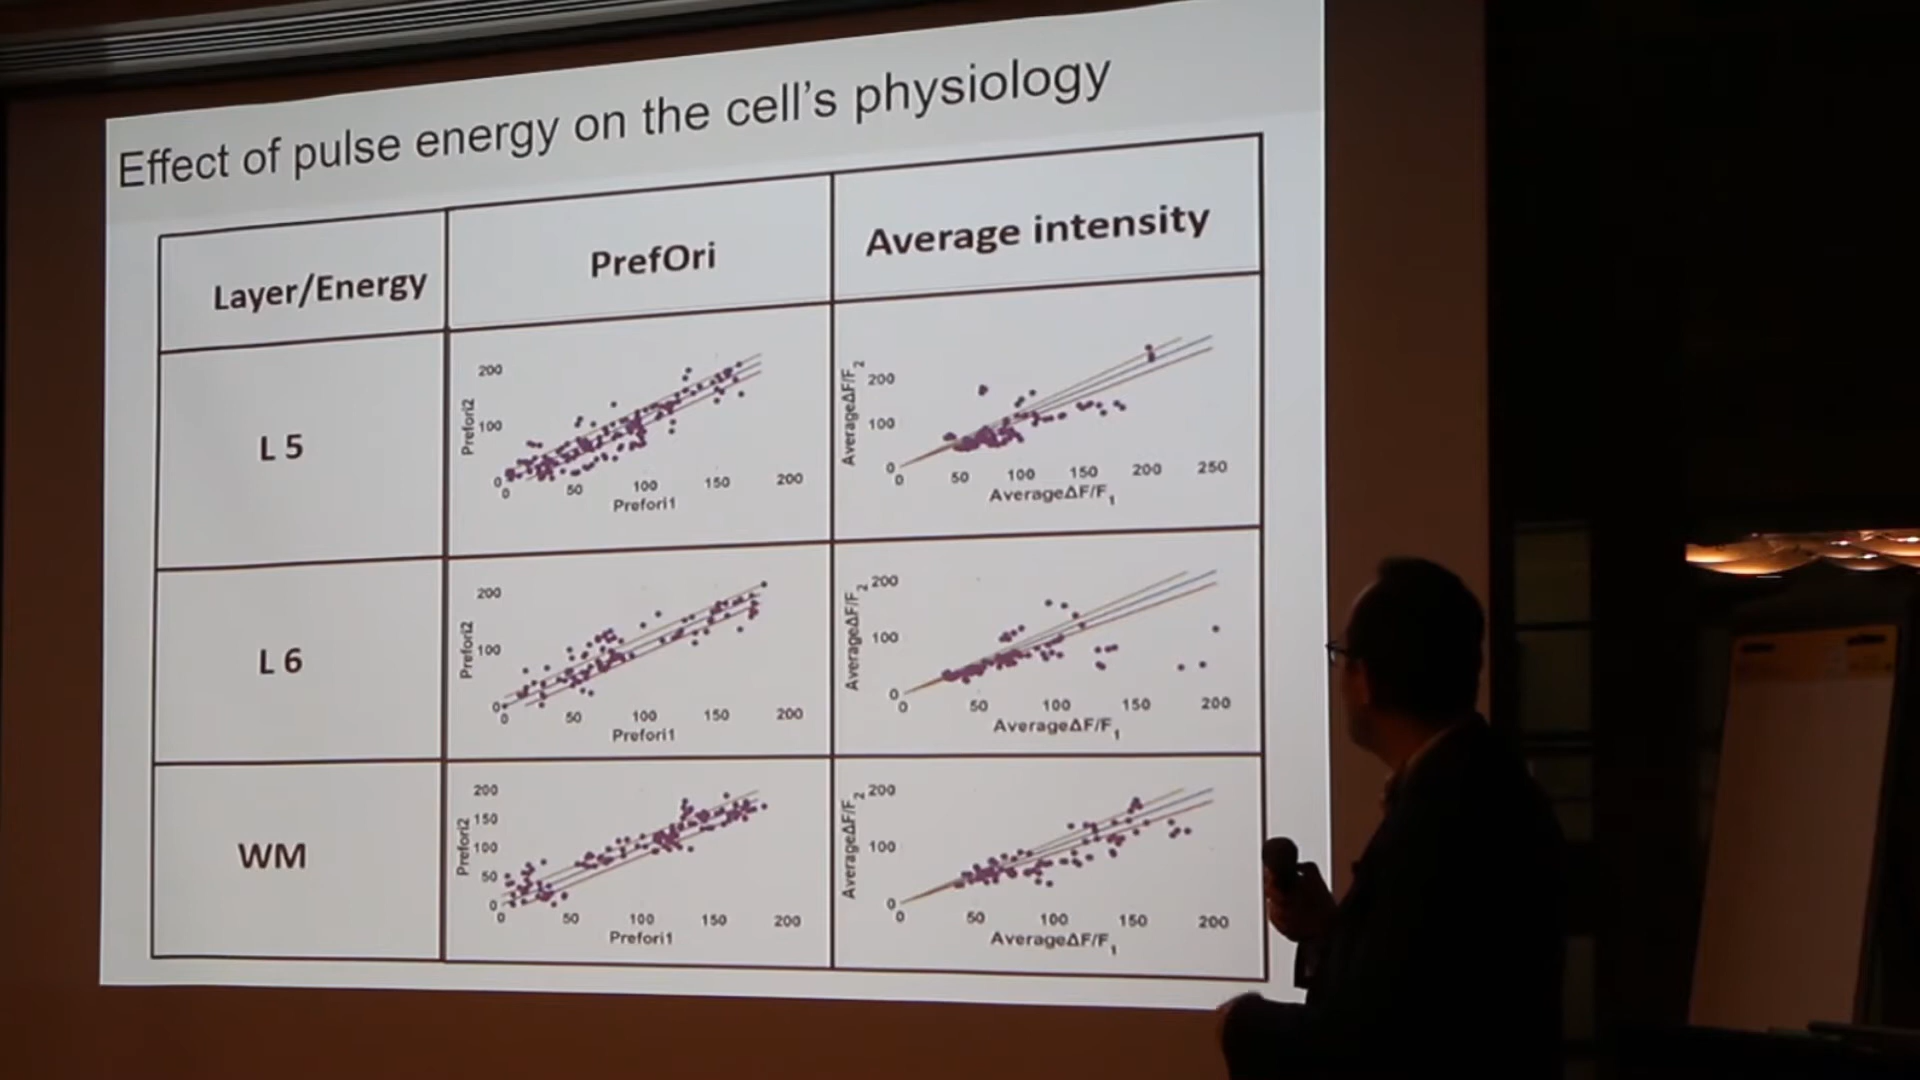 Effect of pulse energy on the cell's physiology
Layer/Energy
PrefOri
Average intensity
L 5
200
100
0
Prefori2
0
50
100
150
200
Prefori1
200
100
0
AverageΔF/F2
0
50
100
150
200
250
AverageΔF/F1
L 6
200
100
0
Prefori2
0
50
100
150
200
Prefori1
200
100
0
AverageΔF/F2
0
50
100
150
200
AverageΔF/F1
WM
200
150
100
50
0
Prefori2
0
50
100
150
200
Prefori1
200
100
0
AverageΔF/F2
0
50
100
150
200
AverageΔF/F1